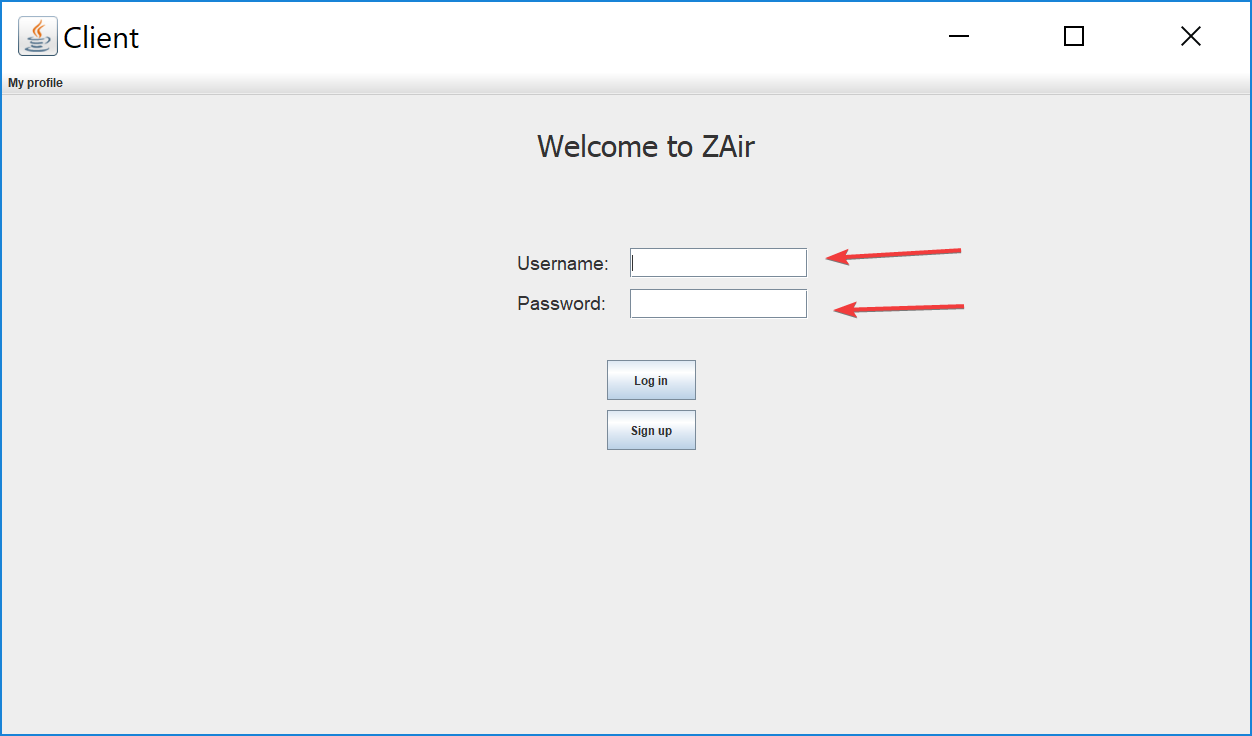 Client
My profile
Welcome to ZAir
Username:
Password:
Log in
Sign up